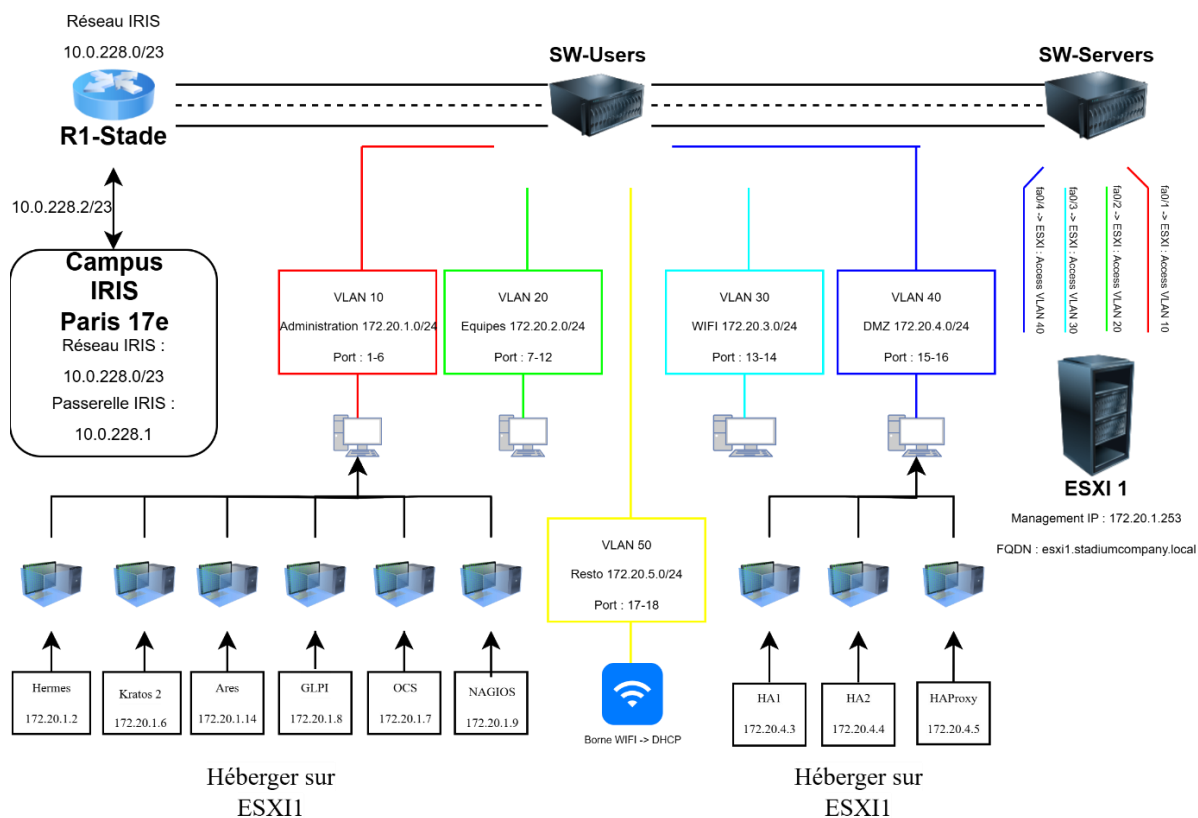 Réseau IRIS
10.0.228.0/23
R1-Stade
SW-Users
SW-Servers
10.0.228.2/23
Campus
IRIS
Paris 17e
Réseau IRIS :
10.0.228.0/23
Passerelle IRIS :
10.0.228.1
VLAN 10
Administration 172.20.1.0/24
Port : 1-6
VLAN 20
Equipes 172.20.2.0/24
Port : 7-12
VLAN 30
WIFI 172.20.3.0/24
Port : 13-14
VLAN 40
DMZ 172.20.4.0/24
Port : 15-16
fa0/4 -> ESXI : Access VLAN 40
fa0/3 -> ESXI : Access VLAN 30
fa0/2 -> ESXI : Access VLAN 20
fa0/1 -> ESXI : Access VLAN 10
ESXI 1
Management IP : 172.20.1.253
FQDN : esxi1.stadiumcompany.local
VLAN 50
Resto 172.20.5.0/24
Port : 17-18
Borne WIFI -> DHCP
Hermes
172.20.1.2
Kratos 2
172.20.1.6
Ares
172.20.1.14
GLPI
172.20.1.8
OCS
172.20.1.7
NAGIOS
172.20.1.9
HA1
172.20.4.3
HA2
172.20.4.4
HAProxy
172.20.4.5
Héberger sur
ESXI1
Héberger sur
ESXI1